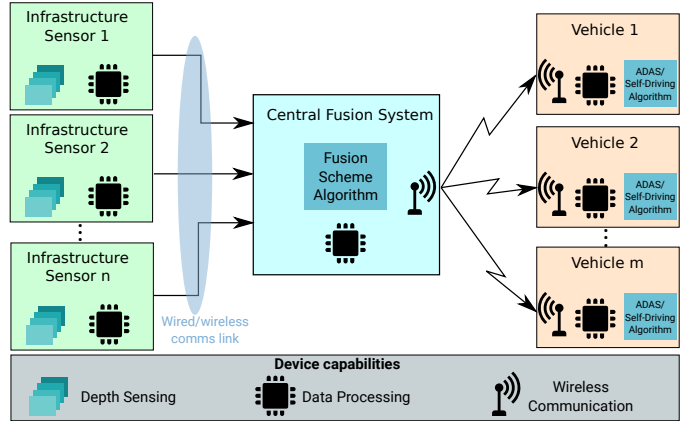 Infrastructure
Sensor 1
Infrastructure
Sensor 2
Infrastructure
Sensor n
Wired/wireless
comms link
Central Fusion System
Fusion
Scheme
Algorithm
Vehicle 1
ADAS/
Self-Driving
Algorithm
Vehicle 2
ADAS/
Self-Driving
Algorithm
Vehicle m
ADAS/
Self-Driving
Algorithm
Device capabilities
Depth Sensing
Data Processing
Wireless
Communication